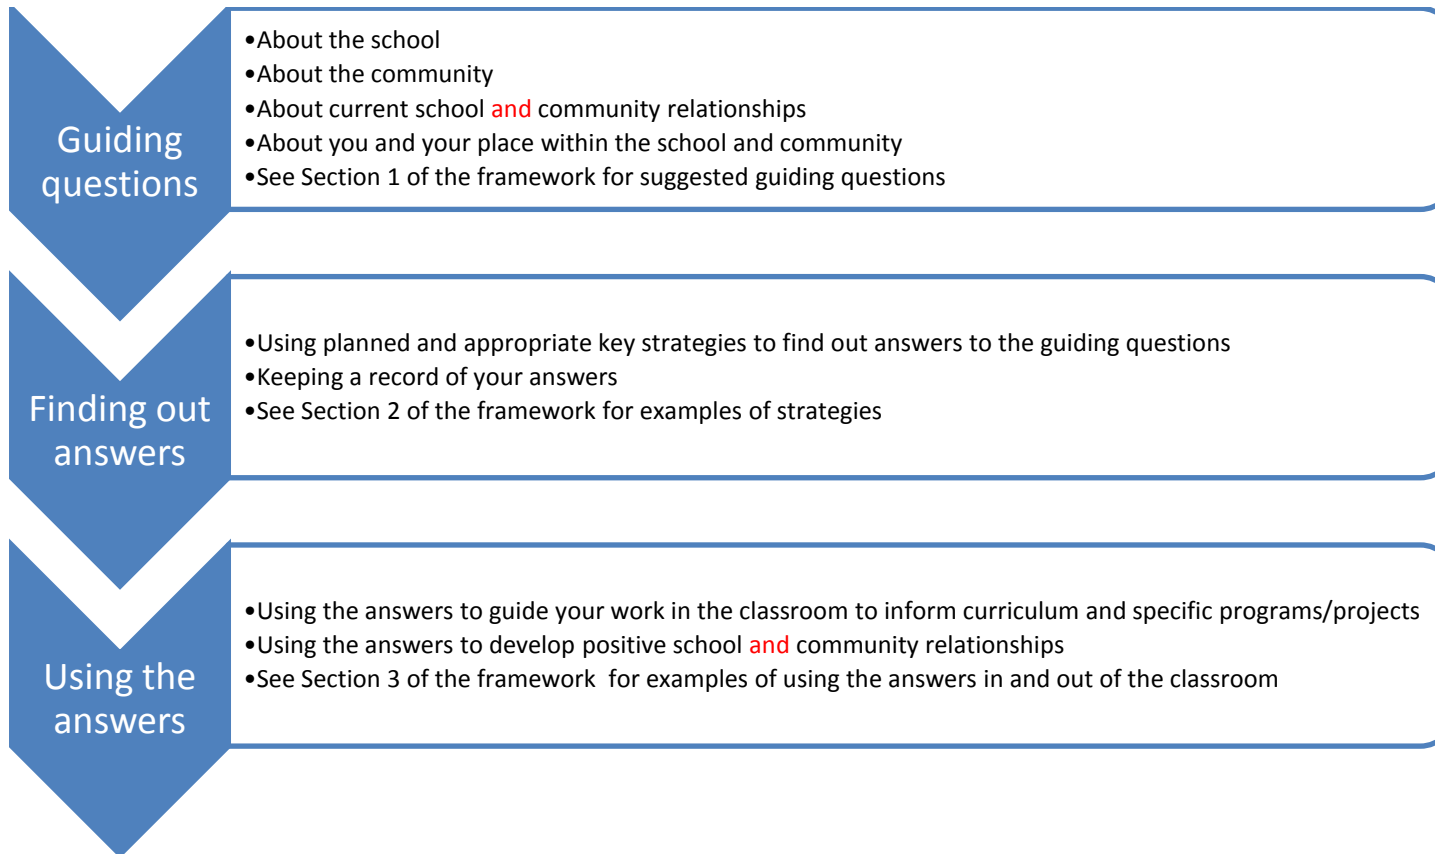 Guiding
questions
•About the school
•About the community
•About current school and community relationships
•About you and your place within the school and community
•See Section 1 of the framework for suggested guiding questions
Finding out
answers
•Using planned and appropriate key strategies to find out answers to the guiding questions
•Keeping a record of your answers
•See Section 2 of the framework for examples of strategies
Using the
answers
•Using the answers to guide your work in the classroom to inform curriculum and specific programs/projects
•Using the answers to develop positive school and community relationships
•See Section 3 of the framework  for examples of using the answers in and out of the classroom